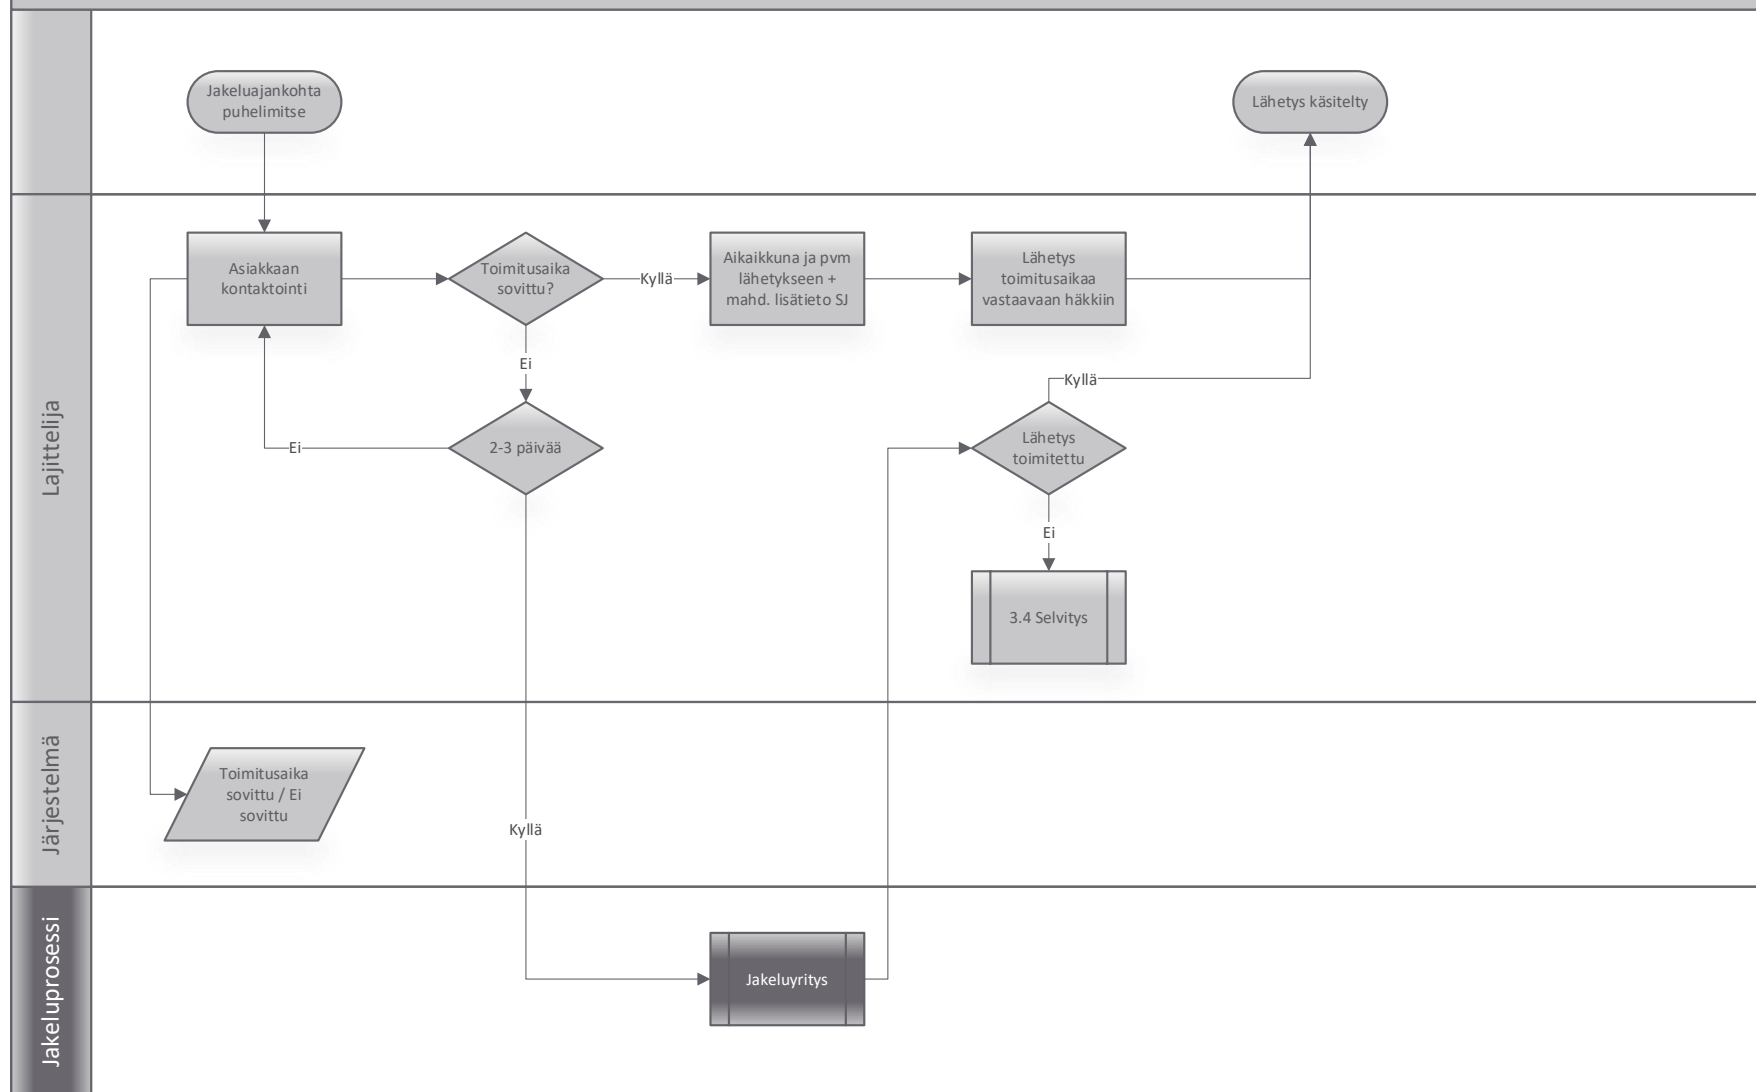 Jakeluajankohta
puhelimitse
Lähetys käsitelty
Lajittelija
Asiakkaan
kontaktointi
Toimitusaika
sovittu?
Kyllä
Aikaikkuna ja pvm
lähetykseen +
mahd. lisätieto SJ
Lähetys
toimitusaikaa
vastaavaan häkkiin
Ei
Kyllä
Ei
2-3 päivää
Lähetys
toimitettu
Ei
3.4 Selvitys
Järjestelmä
Toimitusaika
sovittu / Ei
sovittu
Kyllä
Jakeluprosessi
Jakeluyritys